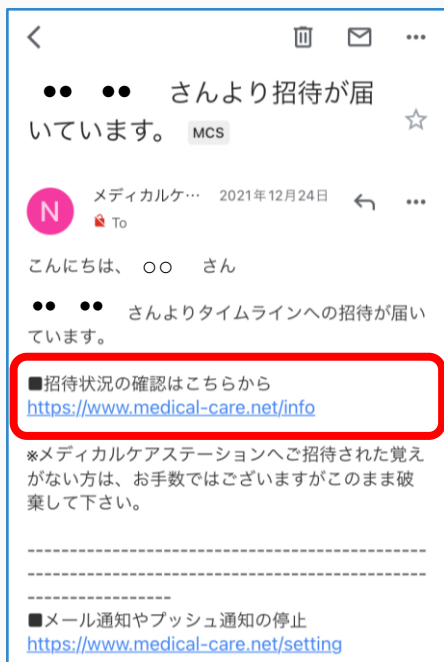 ●● ●● さんより招待が届
いています。 MCS
N
メディカルケ… 2021年12月24日
To
こんにちは、 ○○ さん
●● ●● さんよりタイムラインへの招待が届い
ています。
■招待状況の確認はこちらから
https://www.medical-care.net/info
※メディカルケアステーションへご招待された覚え
がない方は、お手数ではございますがこのまま破
棄して下さい。
-----------------------------------------------
-----------------------------------------------
-----------------
■メール通知やプッシュ通知の停止
https://www.medical-care.net/setting